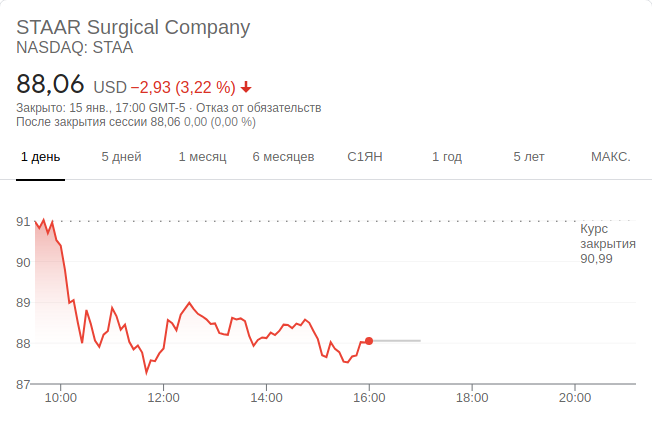 STAAR Surgical Company
NASDAQ: STAA
88,06 USD −2,93 (3,22 %)
Закрыто: 15 янв., 17:00 GMT-5 · Отказ от обязательств
После закрытия сессии 88,06 0,00 (0,00 %)
1 день 5 дней 1 месяц 6 месяцев С1ЯН 1 год 5 лет МАКС.
91
Курс
закрытия
90,99
90
89
88
87
10:00 12:00 14:00 16:00 18:00 20:00